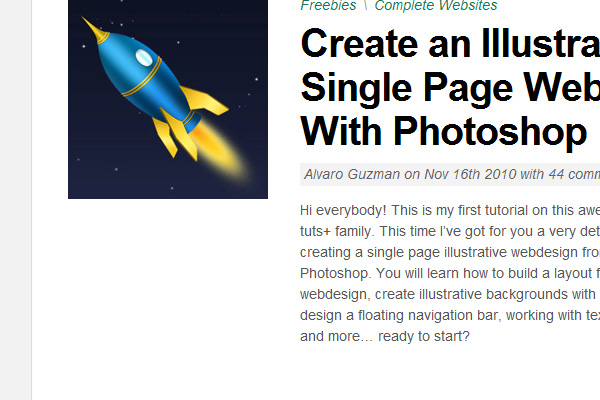 Freebies \ Complete Websites
Create an Illustra
Single Page Web
With Photoshop
Alvaro Guzman on Nov 16th 2010 with 44 comm
Hi everybody! This is my first tutorial on this awe
tuts+ family. This time I've got for you a very det
creating a single page illustrative webdesign fro
Photoshop. You will learn how to build a layout f
webdesign, create illustrative backgrounds with
design a floating navigation bar, working with tex
and more… ready to start?